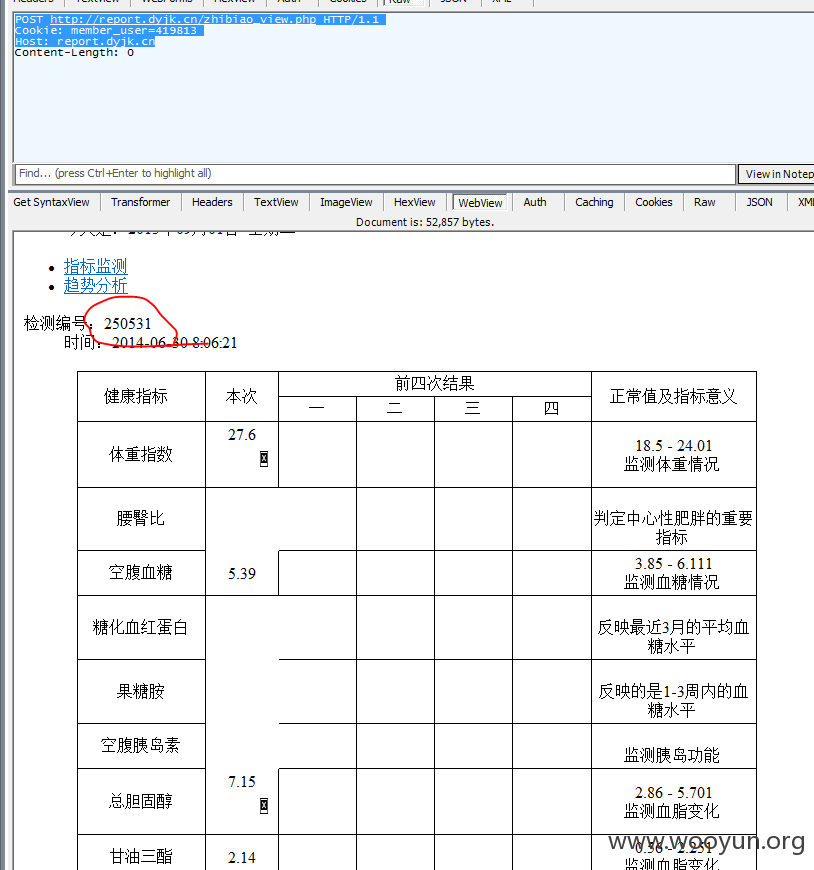 Headers TextView WebForms HexView Auth Cookies Raw JSON XML
POST http://report.dyjk.cn/zhibiao_view.php HTTP/1.1
Cookie: member_user=419813
Host: report.dyjk.cn
Content-Length: 0
Find... (press Ctrl+Enter to highlight all)
View in Notep
Get SyntaxView Transformer Headers TextView ImageView HexView WebView Auth Caching Cookies Raw JSON XM
Document is: 52,857 bytes.
指标监测
趋势分析
检测编号：250531
时间：2014-06-30 8:06:21
健康指标 本次 前四次结果 正常值及指标意义
一 二 三 四
体重指数 27.6 18.5 - 24.01
监测体重情况
腰臀比 判定中心性肥胖的重要
指标
空腹血糖 5.39 3.85 - 6.111
监测血糖情况
糖化血红蛋白 反映最近3月的平均血
糖水平
果糖胺 反映的是1-3周内的血
糖水平
空腹胰岛素 监测胰岛功能
总胆固醇 7.15 2.86 - 5.701
监测血脂变化
甘油三酯 2.14 0.56 - 2.251
监测血脂变化
www.wooyun.org